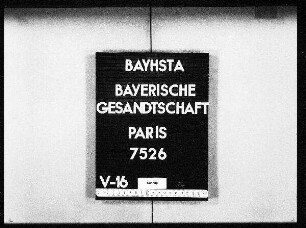 BAYHSTA
BAYERISCHE
GESANDTSCHAFT
PARIS
7526
V-16